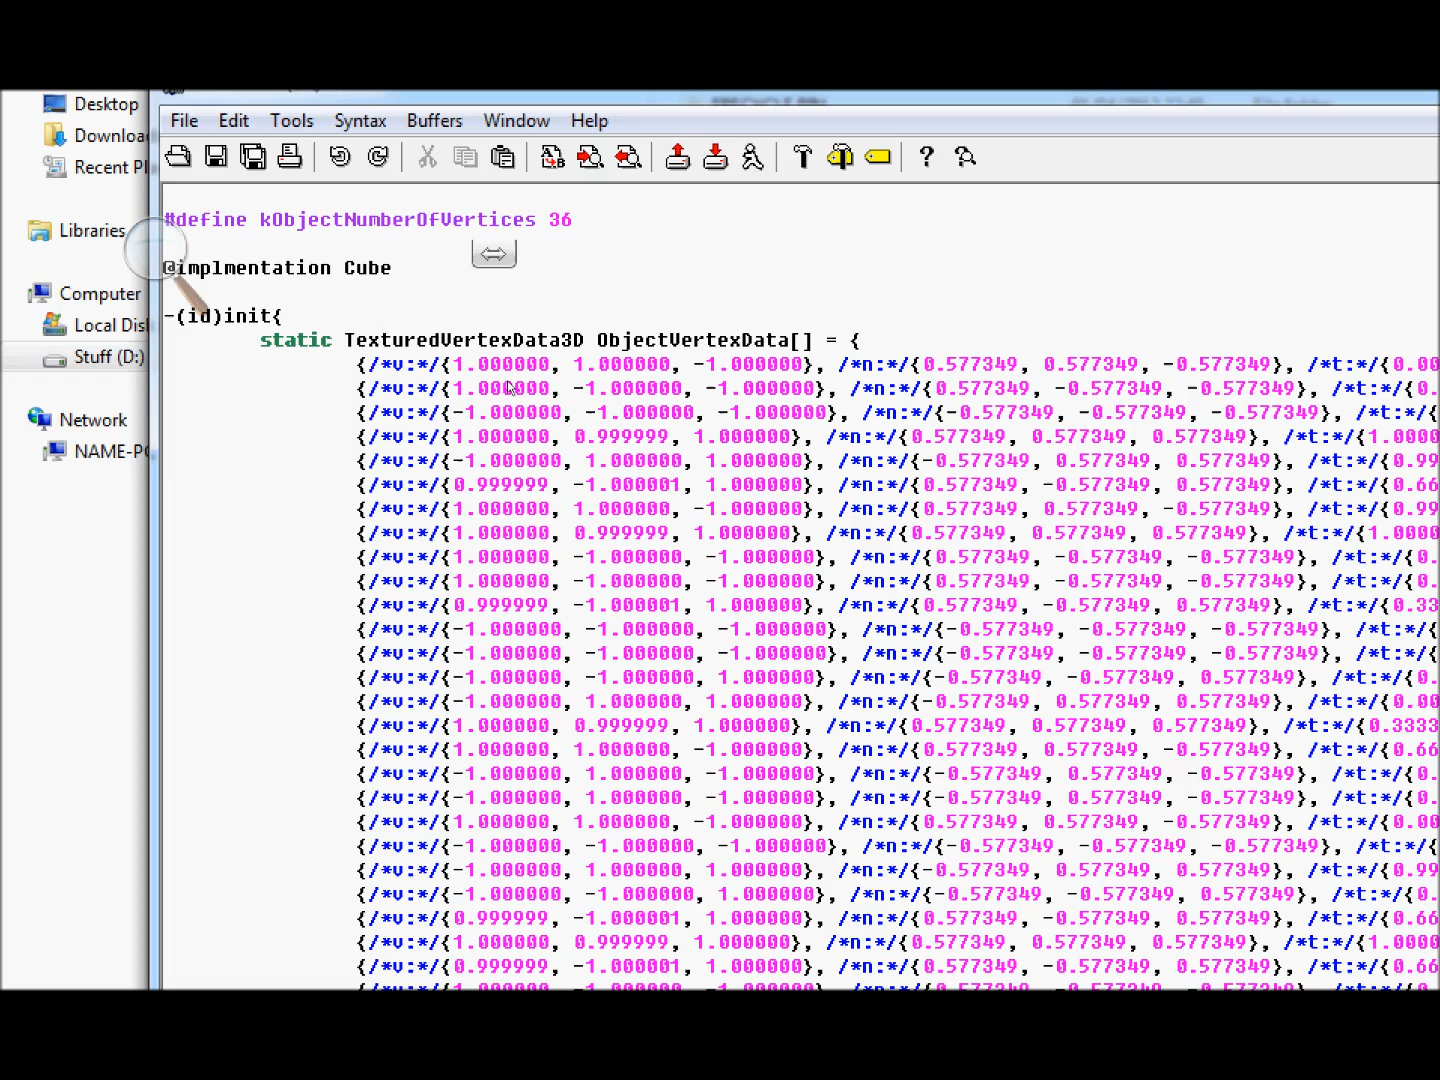 Desktop
Downloa
Recent Pl
Libraries
Computer
Local Disl
Stuff (D:)
Network
NAME-PC
File Edit Tools Syntax Buffers Window Help
#define kObjectNumberOfVertices 36
@implmentation Cube
-(id)init{
static TexturedVertexData3D ObjectVertexData[] = {
{/*v:*/{1.000000, 1.000000, -1.000000}, /*n:*/{0.577349, 0.577349, -0.577349}, /*t:*/{0.00
{/*v:*/{1.000000, -1.000000, -1.000000}, /*n:*/{0.577349, -0.577349, -0.577349}, /*t:*/{0.
{/*v:*/{-1.000000, -1.000000, -1.000000}, /*n:*/{-0.577349, -0.577349, -0.577349}, /*t:*/{
{/*v:*/{1.000000, 0.999999, 1.000000}, /*n:*/{0.577349, 0.577349, 0.577349}, /*t:*/{1.0000
{/*v:*/{-1.000000, 1.000000, 1.000000}, /*n:*/{-0.577349, 0.577349, 0.577349}, /*t:*/{0.99
{/*v:*/{0.999999, -1.000001, 1.000000}, /*n:*/{0.577349, -0.577349, 0.577349}, /*t:*/{0.66
{/*v:*/{1.000000, 1.000000, -1.000000}, /*n:*/{0.577349, 0.577349, -0.577349}, /*t:*/{0.99
{/*v:*/{1.000000, 0.999999, 1.000000}, /*n:*/{0.577349, 0.577349, 0.577349}, /*t:*/{1.0000
{/*v:*/{1.000000, -1.000000, -1.000000}, /*n:*/{0.577349, -0.577349, -0.577349}, /*t:*/{0.
{/*v:*/{1.000000, -1.000000, -1.000000}, /*n:*/{0.577349, -0.577349, -0.577349}, /*t:*/{0.
{/*v:*/{0.999999, -1.000001, 1.000000}, /*n:*/{0.577349, -0.577349, 0.577349}, /*t:*/{0.33
{/*v:*/{-1.000000, -1.000000, -1.000000}, /*n:*/{-0.577349, -0.577349, -0.577349}, /*t:*/{
{/*v:*/{-1.000000, -1.000000, -1.000000}, /*n:*/{-0.577349, -0.577349, -0.577349}, /*t:*/{
{/*v:*/{-1.000000, -1.000000, 1.000000}, /*n:*/{-0.577349, -0.577349, 0.577349}, /*t:*/{0.
{/*v:*/{-1.000000, 1.000000, -1.000000}, /*n:*/{-0.577349, 0.577349, -0.577349}, /*t:*/{0.
{/*v:*/{1.000000, 0.999999, 1.000000}, /*n:*/{0.577349, 0.577349, 0.577349}, /*t:*/{0.3333
{/*v:*/{1.000000, 1.000000, -1.000000}, /*n:*/{0.577349, 0.577349, -0.577349}, /*t:*/{0.66
{/*v:*/{-1.000000, 1.000000, -1.000000}, /*n:*/{-0.577349, 0.577349, -0.577349}, /*t:*/{0.
{/*v:*/{-1.000000, 1.000000, -1.000000}, /*n:*/{-0.577349, 0.577349, -0.577349}, /*t:*/{0.
{/*v:*/{1.000000, 1.000000, -1.000000}, /*n:*/{0.577349, 0.577349, -0.577349}, /*t:*/{0.00
{/*v:*/{-1.000000, -1.000000, -1.000000}, /*n:*/{-0.577349, -0.577349, -0.577349}, /*t:*/{
{/*v:*/{-1.000000, 1.000000, 1.000000}, /*n:*/{-0.577349, 0.577349, 0.577349}, /*t:*/{0.99
{/*v:*/{-1.000000, -1.000000, 1.000000}, /*n:*/{-0.577349, -0.577349, 0.577349}, /*t:*/{0.
{/*v:*/{0.999999, -1.000001, 1.000000}, /*n:*/{0.577349, -0.577349, 0.577349}, /*t:*/{0.66
{/*v:*/{1.000000, 0.999999, 1.000000}, /*n:*/{0.577349, 0.577349, 0.577349}, /*t:*/{1.0000
{/*v:*/{0.999999, -1.000001, 1.000000}, /*n:*/{0.577349, -0.577349, 0.577349}, /*t:*/{0.66